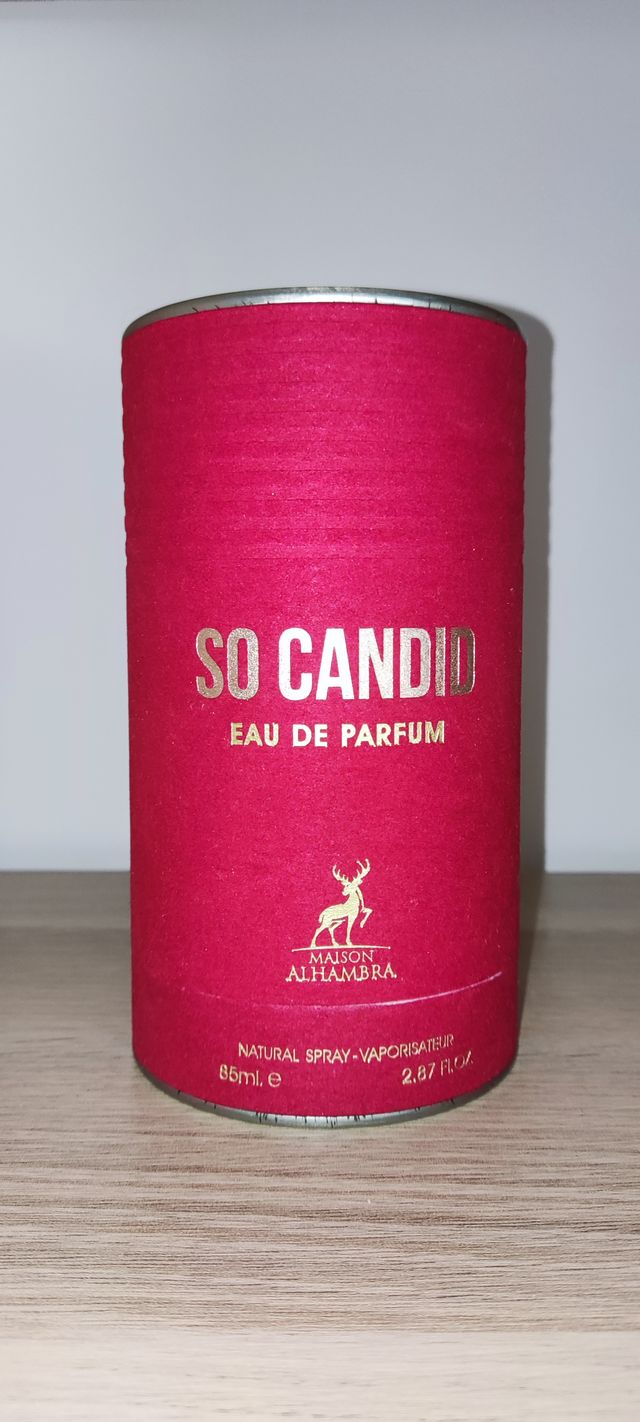 SO CANDID
EAU DE PARFUM
MAISON
ALHAMBRA
NATURAL SPRAY-VAPORISATEUR
85ml. e 2.87 Fl.Oz.